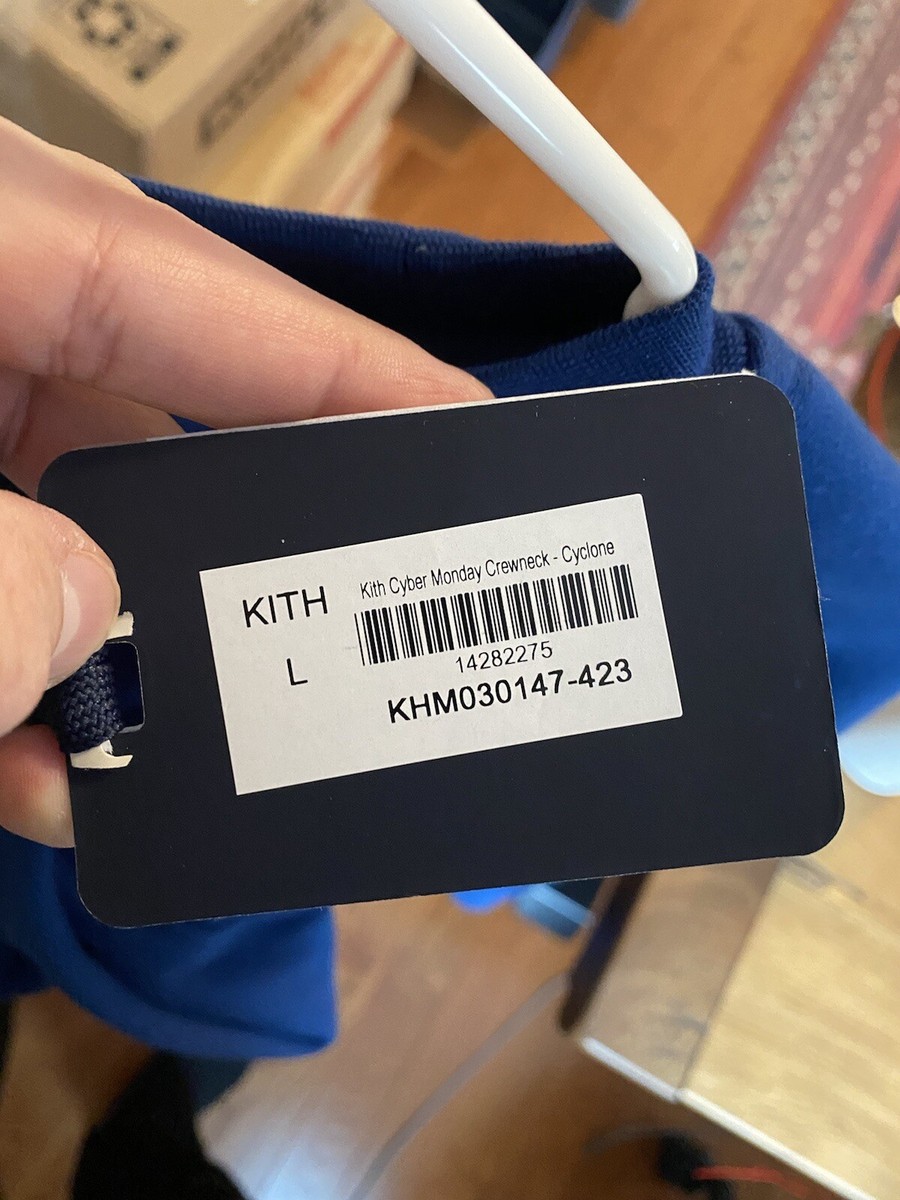 KITH
L
Kith Cyber Monday Crewneck - Cyclone
14282275
KHM030147-423